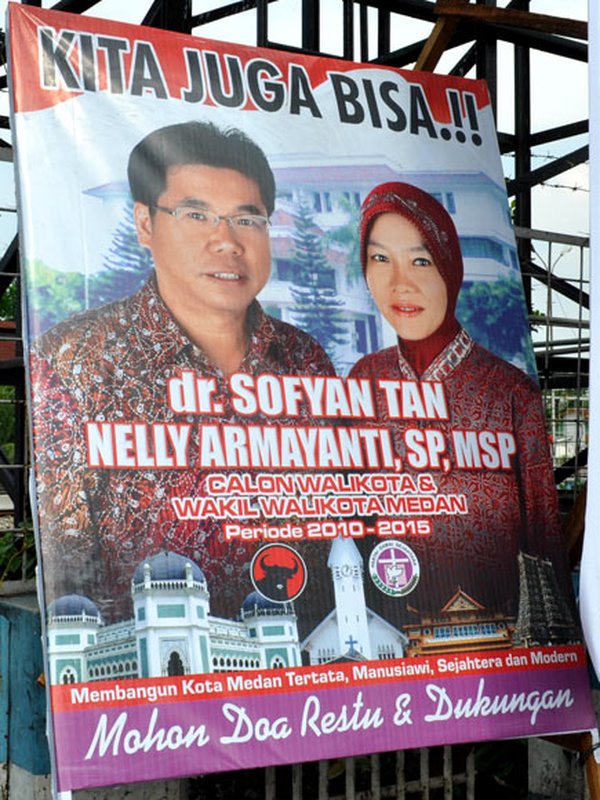 KITA JUGA BISA.!!
dr. SOFYAN TAN
NELLY ARMAYANTI, SP, MSP
CALON WALIKOTA &
WAKIL WALIKOTA MEDAN
Periode 2010-2015
Membangun Kota Medan Tertata, Manusiawi, Sejahtera dan Modern
Mohon Doa Restu & Dukungan